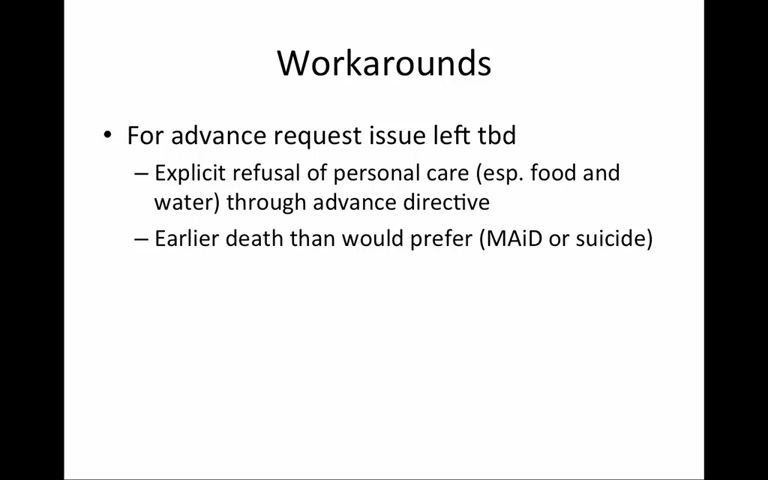 Workarounds
• For advance request issue left tbd
– Explicit refusal of personal care (esp. food and
water) through advance directive
– Earlier death than would prefer (MAiD or suicide)